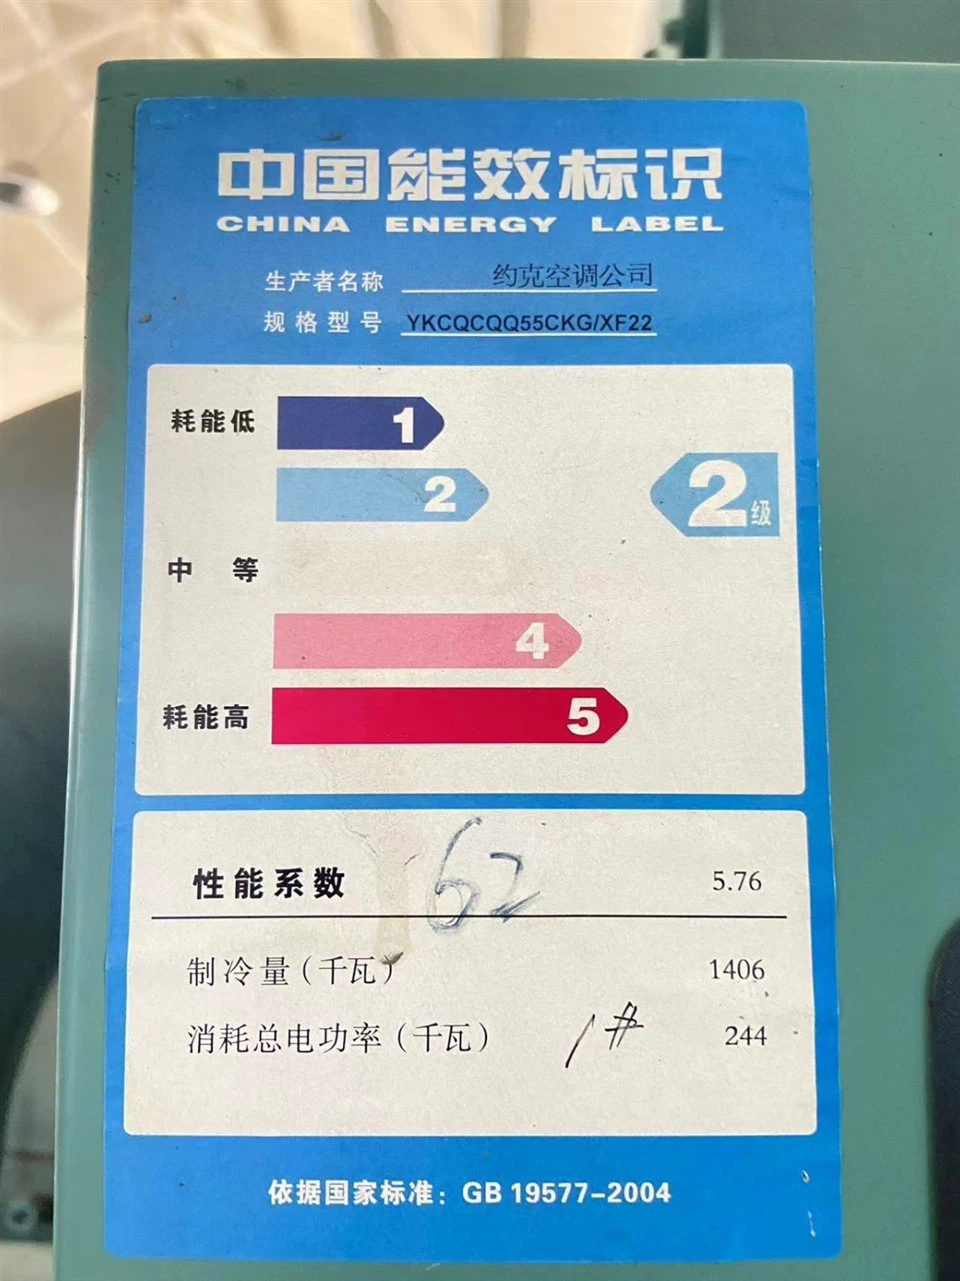 中国能效标识
CHINA ENERGY LABEL
生产者名称 约克空调公司
规格型号 YKCQCQQ55CKG/XF22
耗能低 1
2 2级
中 等
4
耗能高 5
62
性能系数 5.76
制冷量(千瓦) 1406
消耗总电功率(千瓦) 1# 244
依据国家标准：GB 19577-2004